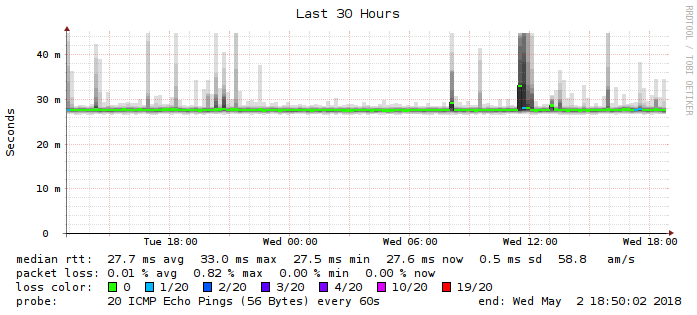 Last 30 Hours
RRDTOOL / TOBI OETIKER
Seconds
40 m
30 m
20 m
10 m
0
Tue 18:00 Wed 00:00 Wed 06:00 Wed 12:00 Wed 18:00
median rtt: 27.7 ms avg 33.0 ms max 27.5 ms min 27.6 ms now 0.5 ms sd 58.8 am/s
packet loss: 0.01 % avg 0.82 % max 0.00 % min 0.00 % now
loss color: 0 1/20 2/20 3/20 4/20 10/20 19/20
probe: 20 ICMP Echo Pings (56 Bytes) every 60s end: Wed May 2 18:50:02 2018